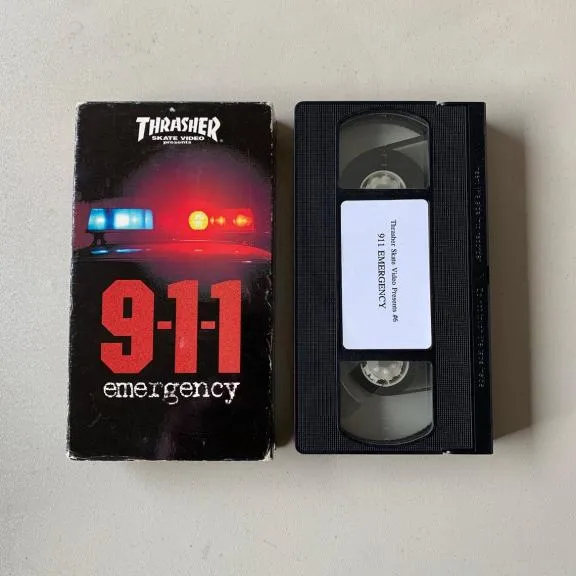 THRASHER
SKATE VIDEO
presents
9-1-1
emergency
Thrasher Skate Video Presents #6
911 EMERGENCY